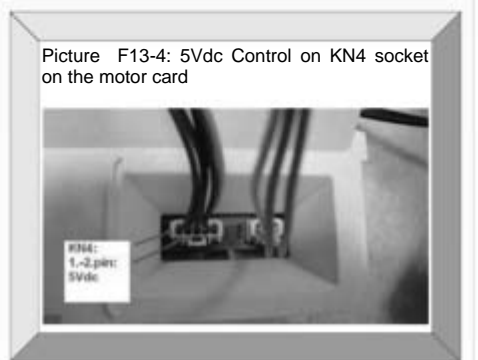 Picture F13-4: 5Vdc Control on KN4 socket
on the motor card
KN4:
1.-2.pin:
5Vdc